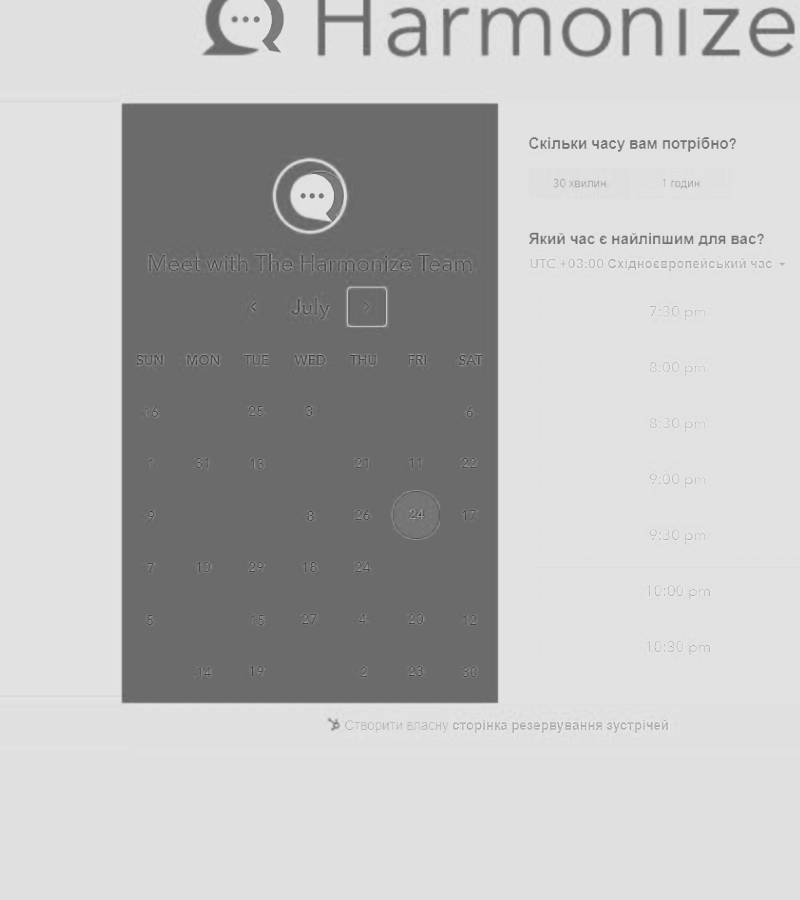 Harmonize
Meet with The Harmonize Team
July
SUN MON TUE WED THU FRI SAT
16 25 3 6
1 31 13 21 11 22
9 8 26 24 17
7 10 29 18 24
5 15 27 4 20 12
14 19 2 23 30
Скільки часу вам потрібно?
30 хвилин 1 годин
Який час є найліпшим для вас?
UTC +03:00 Східноєвропейський час
7:30 pm
8:00 pm
8:30 pm
9:00 pm
9:30 pm
10:00 pm
10:30 pm
Створити власну сторінка резервування зустрічей